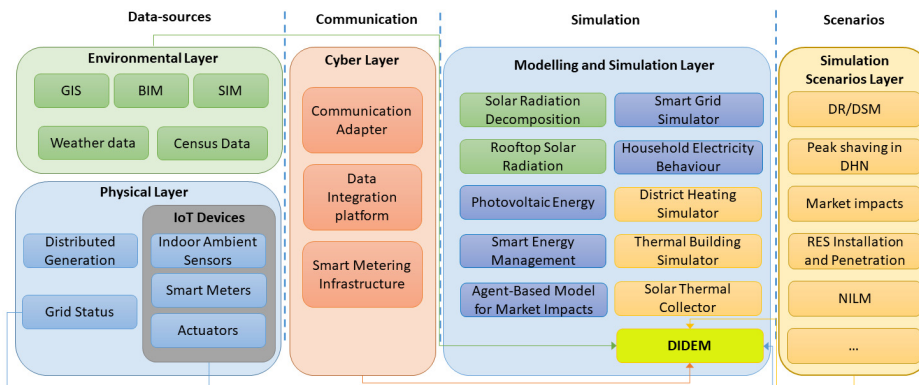 Data-sources
Communication
Simulation
Scenarios
Environmental Layer
GIS
BIM
SIM
Weather data
Census Data
Physical Layer
IoT Devices
Distributed
Generation
Indoor Ambient
Sensors
Smart Meters
Grid Status
Actuators
Cyber Layer
Communication
Adapter
Data
Integration
platform
Smart Metering
Infrastructure
Modelling and Simulation Layer
Solar Radiation
Decomposition
Smart Grid
Simulator
Rooftop Solar
Radiation
Household Electricity
Behaviour
Photovoltaic Energy
District Heating
Simulator
Smart Energy
Management
Thermal Building
Simulator
Agent-Based Model
for Market Impacts
Solar Thermal
Collector
DIDEM
Simulation
Scenarios Layer
DR/DSM
Peak shaving in
DHN
Market impacts
RES Installation
and Penetration
NILM
...